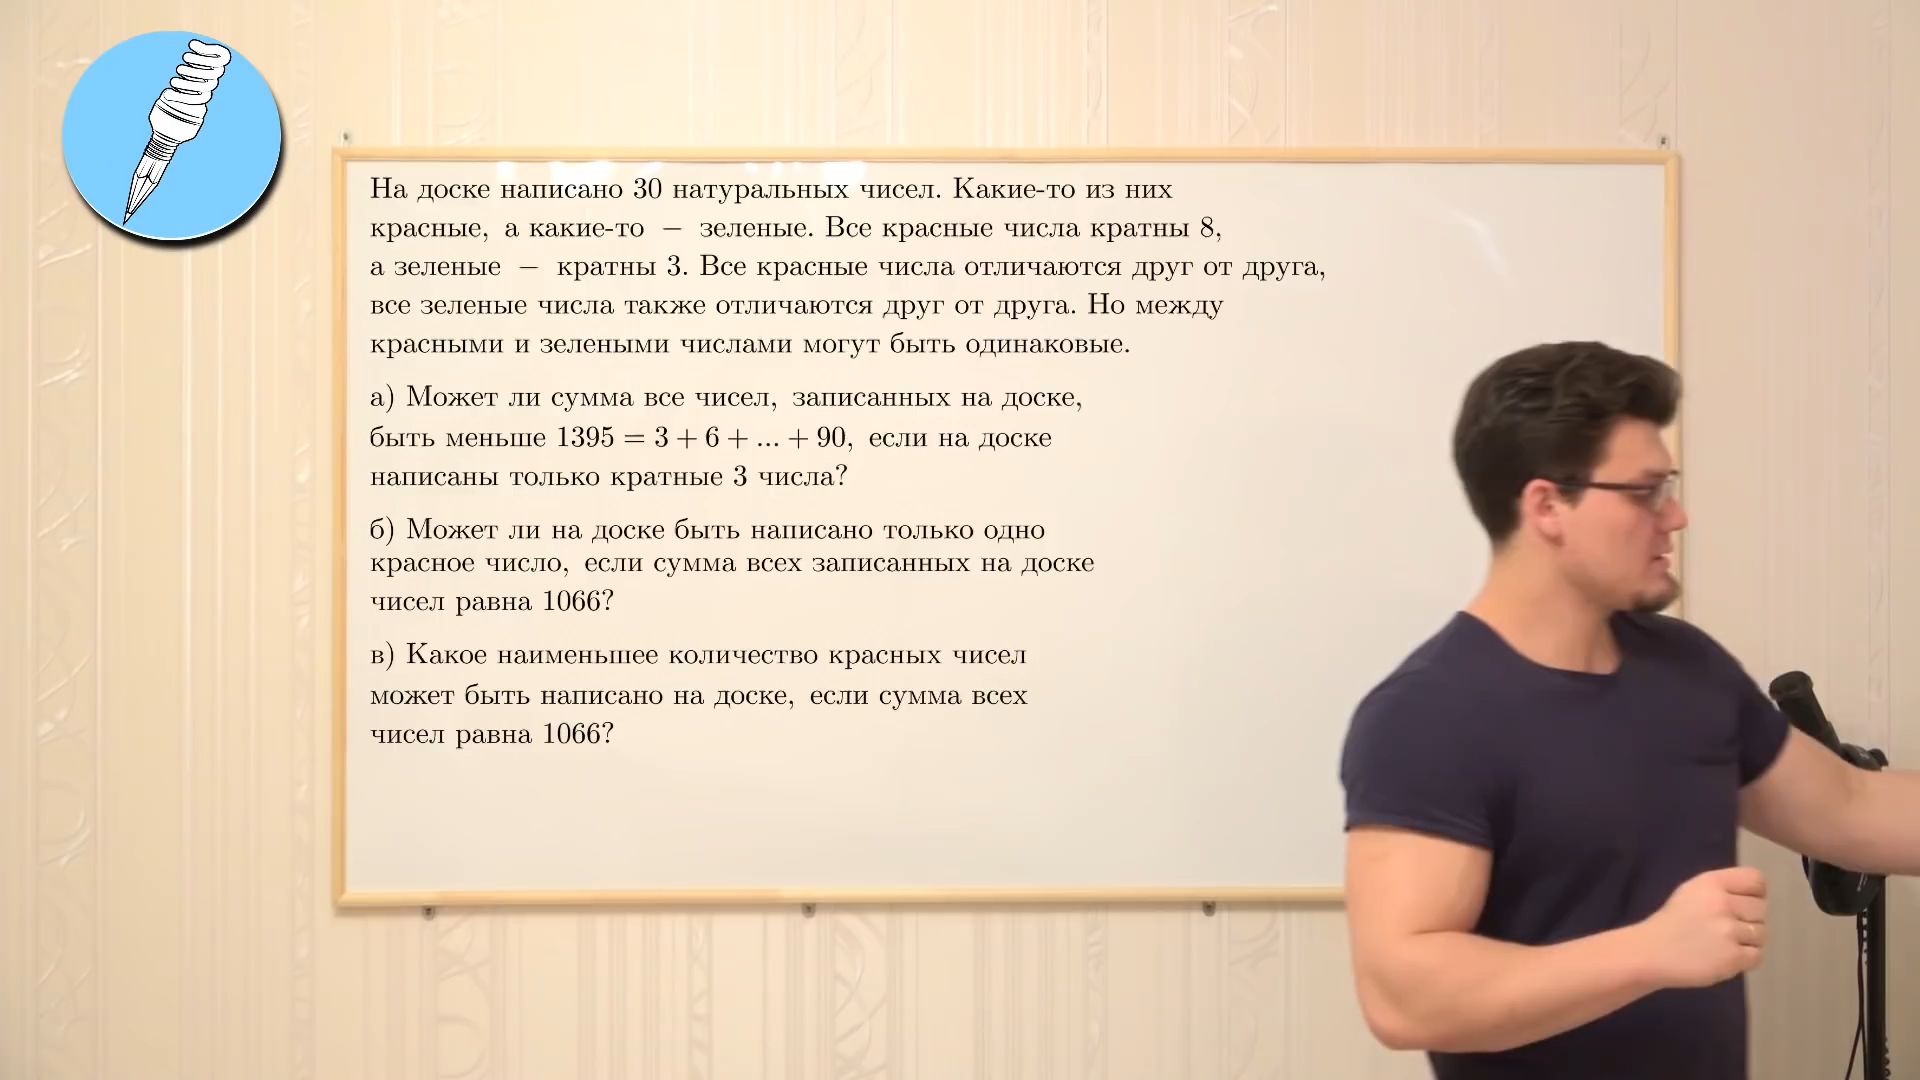 На доске написано 30 натуральных чисел. Какие-то из них
красные, а какие-то − зеленые. Все красные числа кратны 8,
а зеленые − кратны 3. Все красные числа отличаются друг от друга,
все зеленые числа также отличаются друг от друга. Но между
красными и зелеными числами могут быть одинаковые.
а) Может ли сумма все чисел, записанных на доске,
быть меньше 1395 = 3 + 6 + ... + 90, если на доске
написаны только кратные 3 числа?
б) Может ли на доске быть написано только одно
красное число, если сумма всех записанных на доске
чисел равна 1066?
в) Какое наименьшее количество красных чисел
может быть написано на доске, если сумма всех
чисел равна 1066?